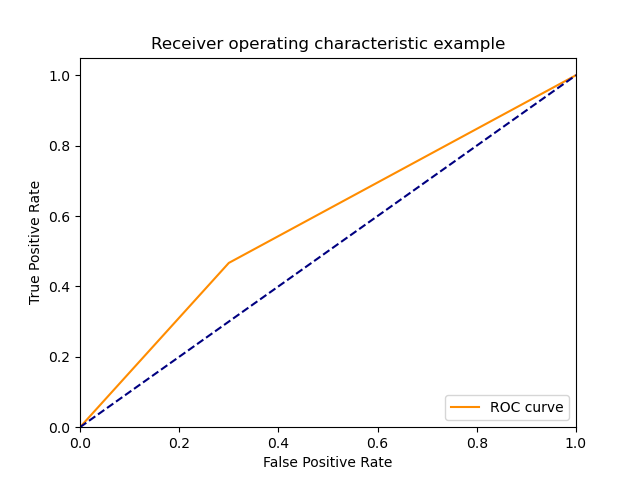 Receiver operating characteristic example
1.0
0.8
0.6
0.4
0.2
0.0
True Positive Rate
0.0 0.2 0.4 0.6 0.8 1.0
False Positive Rate
ROC curve